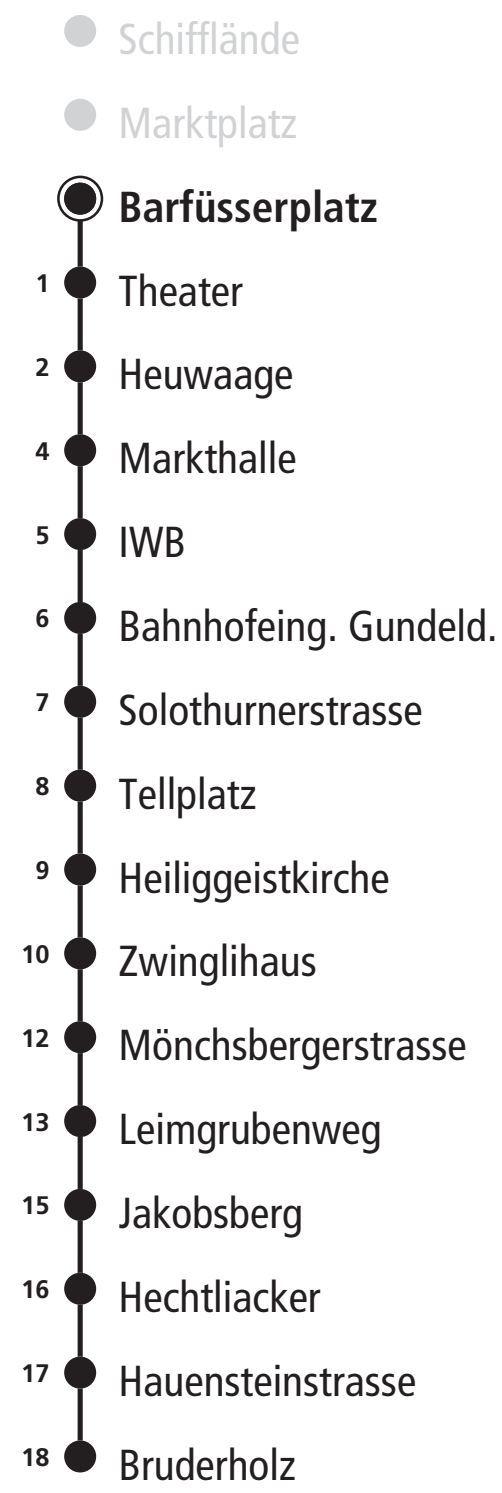 Schifflände
Marktplatz
Barfüsserplatz
1 Theater
2 Heuwaage
4 Markthalle
5 IWB
6 Bahnhofeing. Gundeld.
7 Solothurnerstrasse
8 Tellplatz
9 Heiliggeistkirche
10 Zwinglihaus
12 Mönchsbergerstrasse
13 Leimgrubenweg
15 Jakobsberg
16 Hechtliacker
17 Hauensteinstrasse
18 Bruderholz